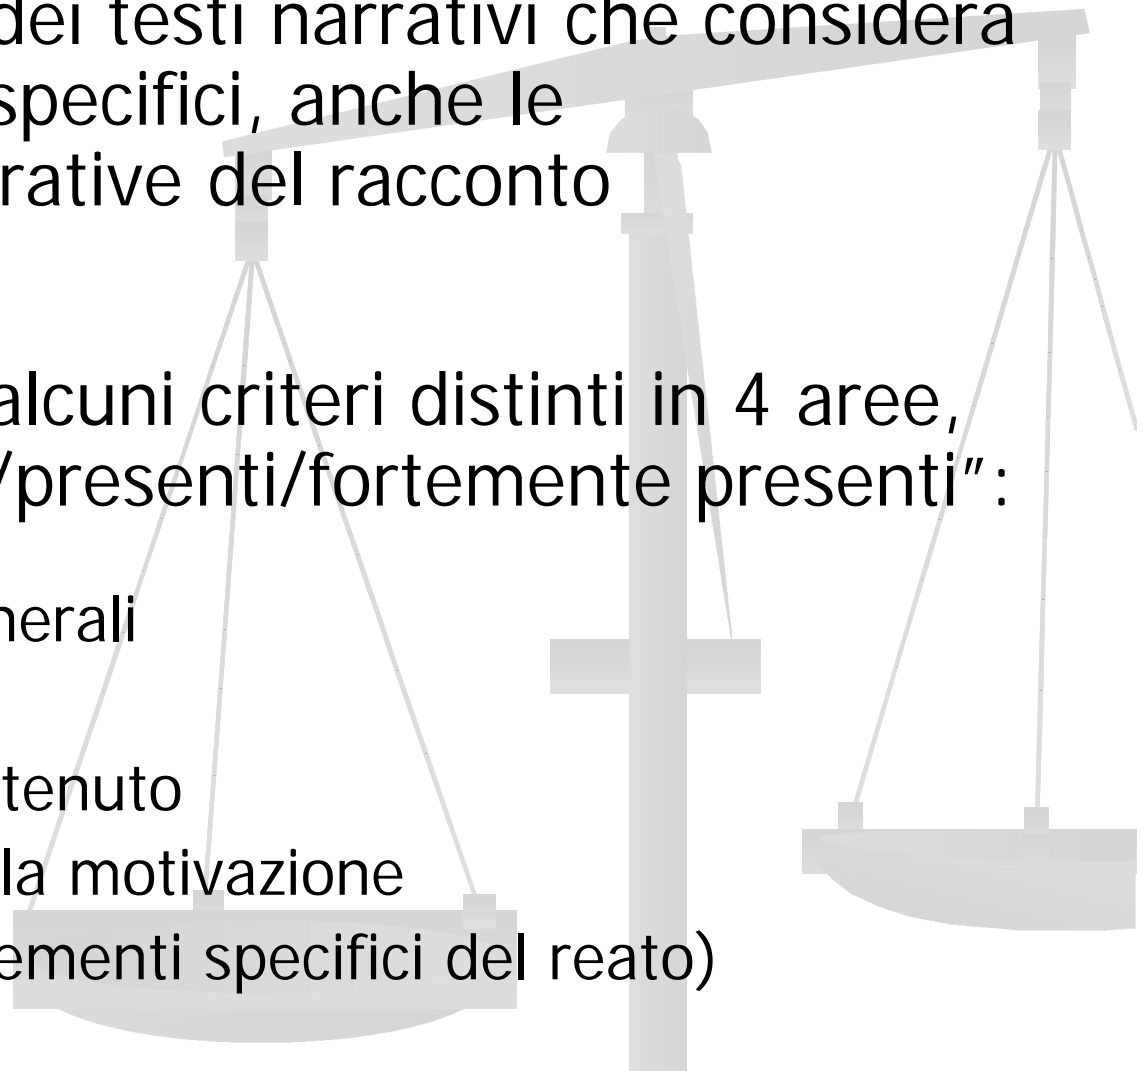 dei testi narrativi che considera
specifici, anche le
rative del racconto
alcuni criteri distinti in 4 aree,
/presenti/fortemente presenti”:
nerali
tenuto
la motivazione
ementi specifici del reato)